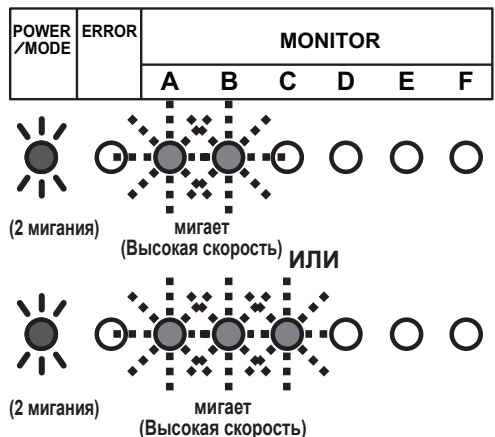 POWER /MODE ERROR MONITOR
A B C D E F
(2 мигания) мигает
(Высокая скорость)
ИЛИ
(2 мигания) мигает
(Высокая скорость)